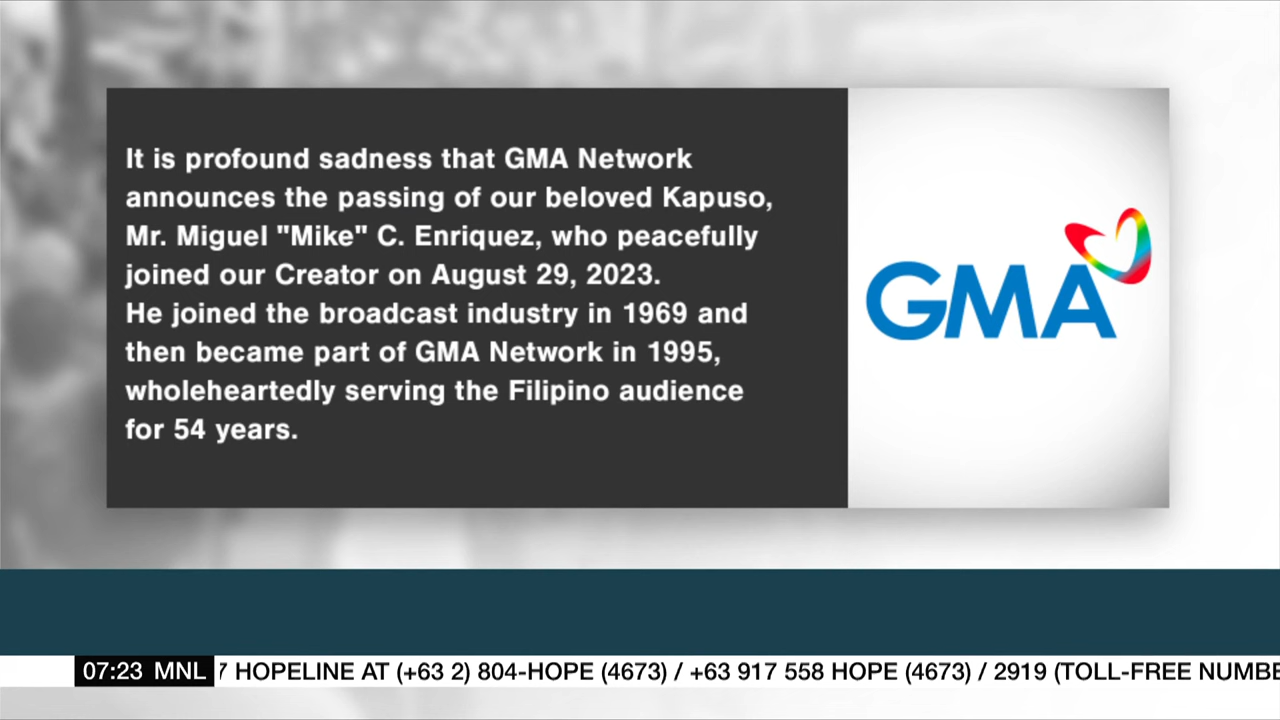 It is profound sadness that GMA Network
announces the passing of our beloved Kapuso,
Mr. Miguel "Mike" C. Enriquez, who peacefully
joined our Creator on August 29, 2023.
He joined the broadcast industry in 1969 and
then became part of GMA Network in 1995,
wholeheartedly serving the Filipino audience
for 54 years.
GMA
07:23 MNL
7 HOPELINE AT (+63 2) 804-HOPE (4673) / +63 917 558 HOPE (4673) / 2919 (TOLL-FREE NUMBE